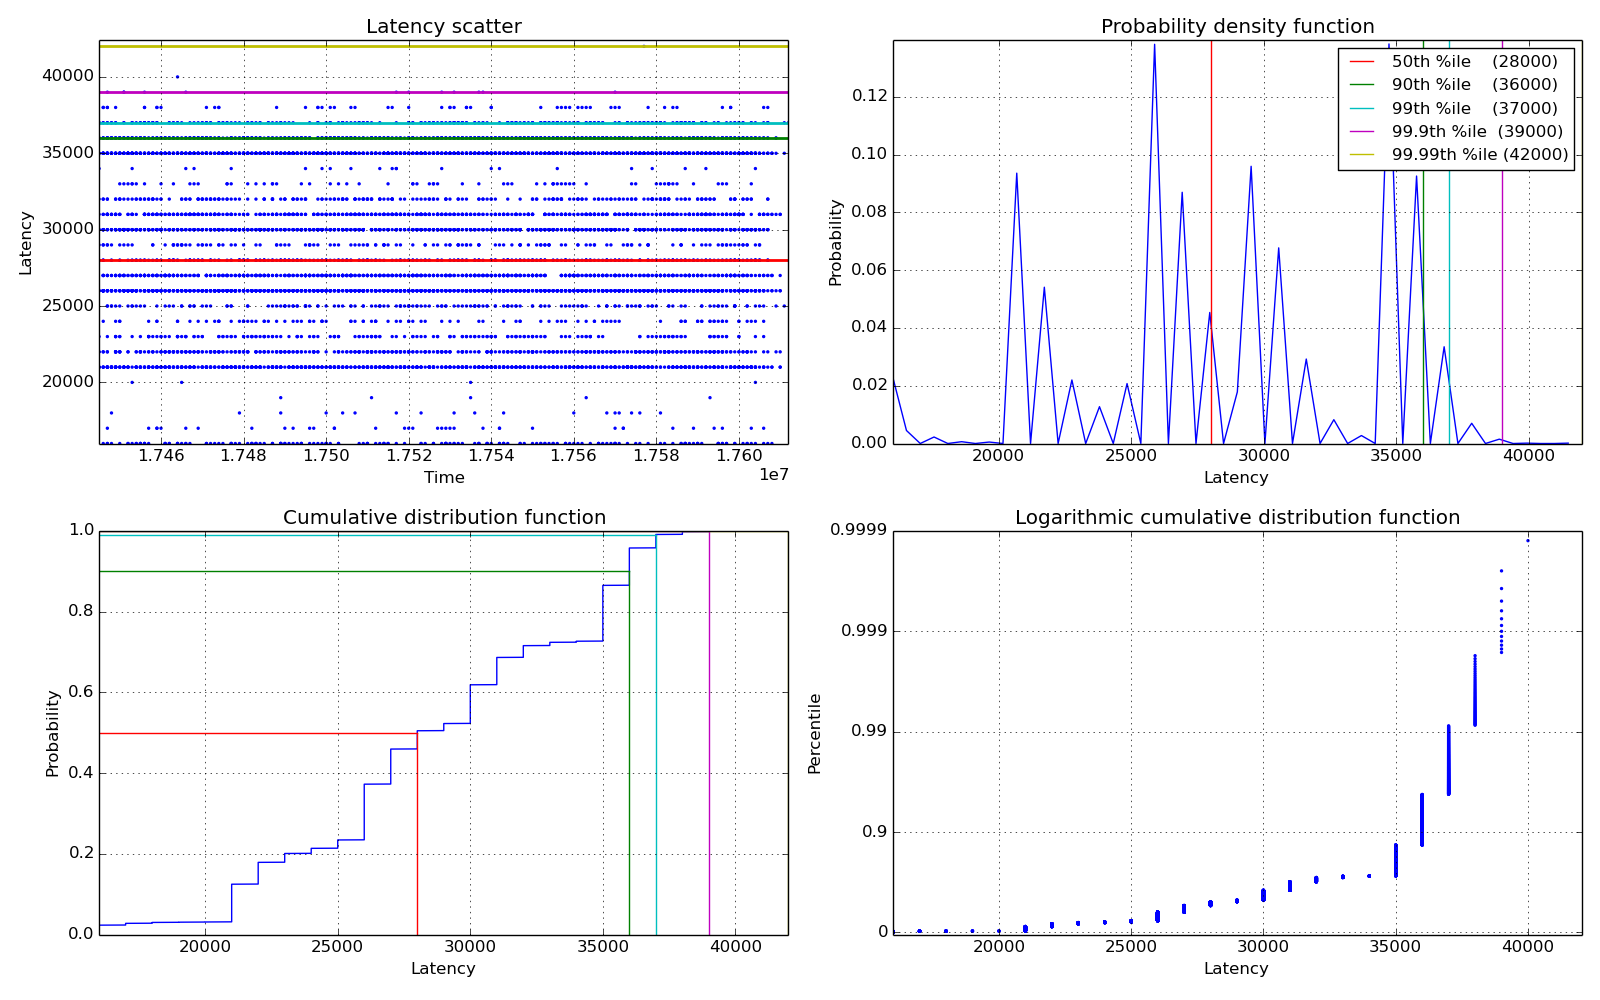 Latency scatter
40000
35000
30000
25000
20000
Latency
1.746 1.748 1.750 1.752 1.754 1.756 1.758 1.760
1e7
Time
Probability density function
50th %ile (28000)
90th %ile (36000)
99th %ile (37000)
99.9th %ile (39000)
99.99th %ile (42000)
0.12
0.10
0.08
0.06
0.04
0.02
0.00
Probability
20000 25000 30000 35000 40000
Latency
Cumulative distribution function
1.0
0.8
0.6
0.4
0.2
0.0
Probability
20000 25000 30000 35000 40000
Latency
Logarithmic cumulative distribution function
0.9999
0.999
0.99
0.9
0
Percentile
20000 25000 30000 35000 40000
Latency